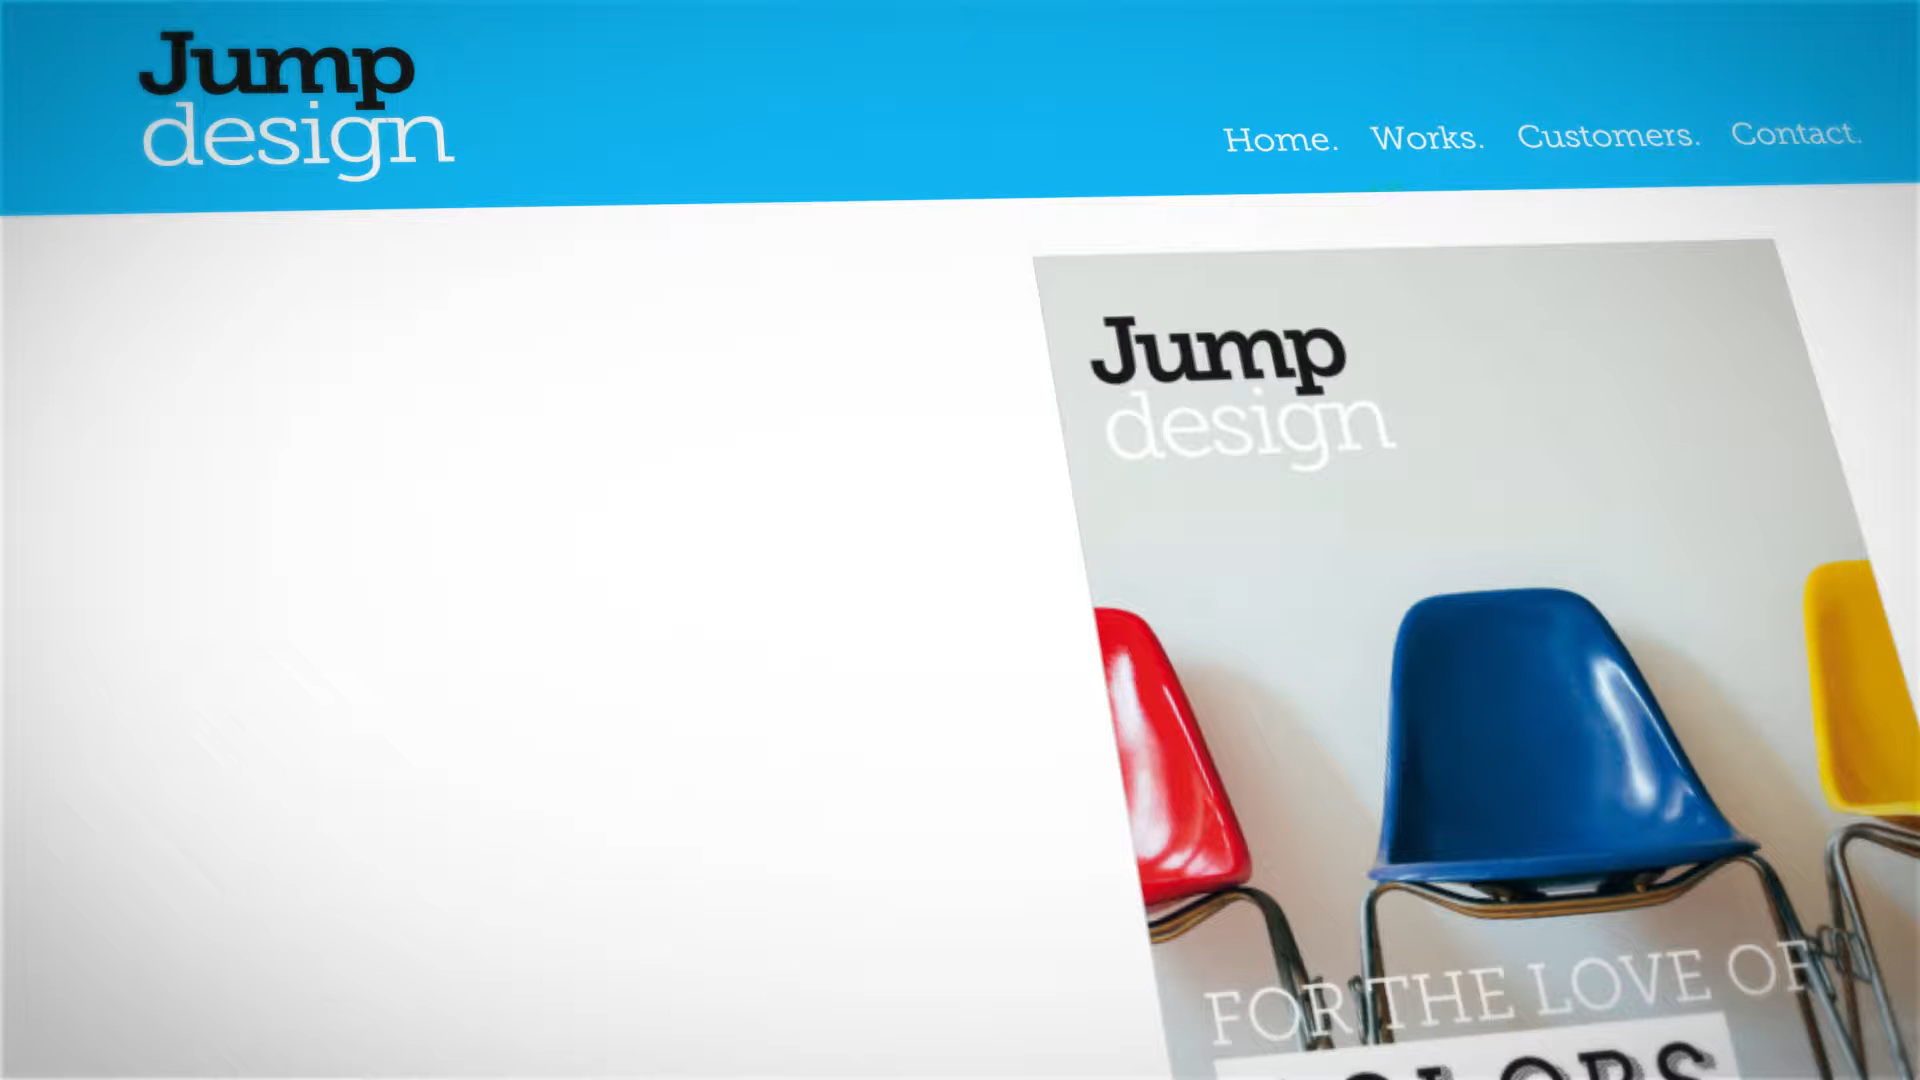 Jump
design
Home. Works. Customers. Contact.
Jump
design
FOR THE LOVE OF